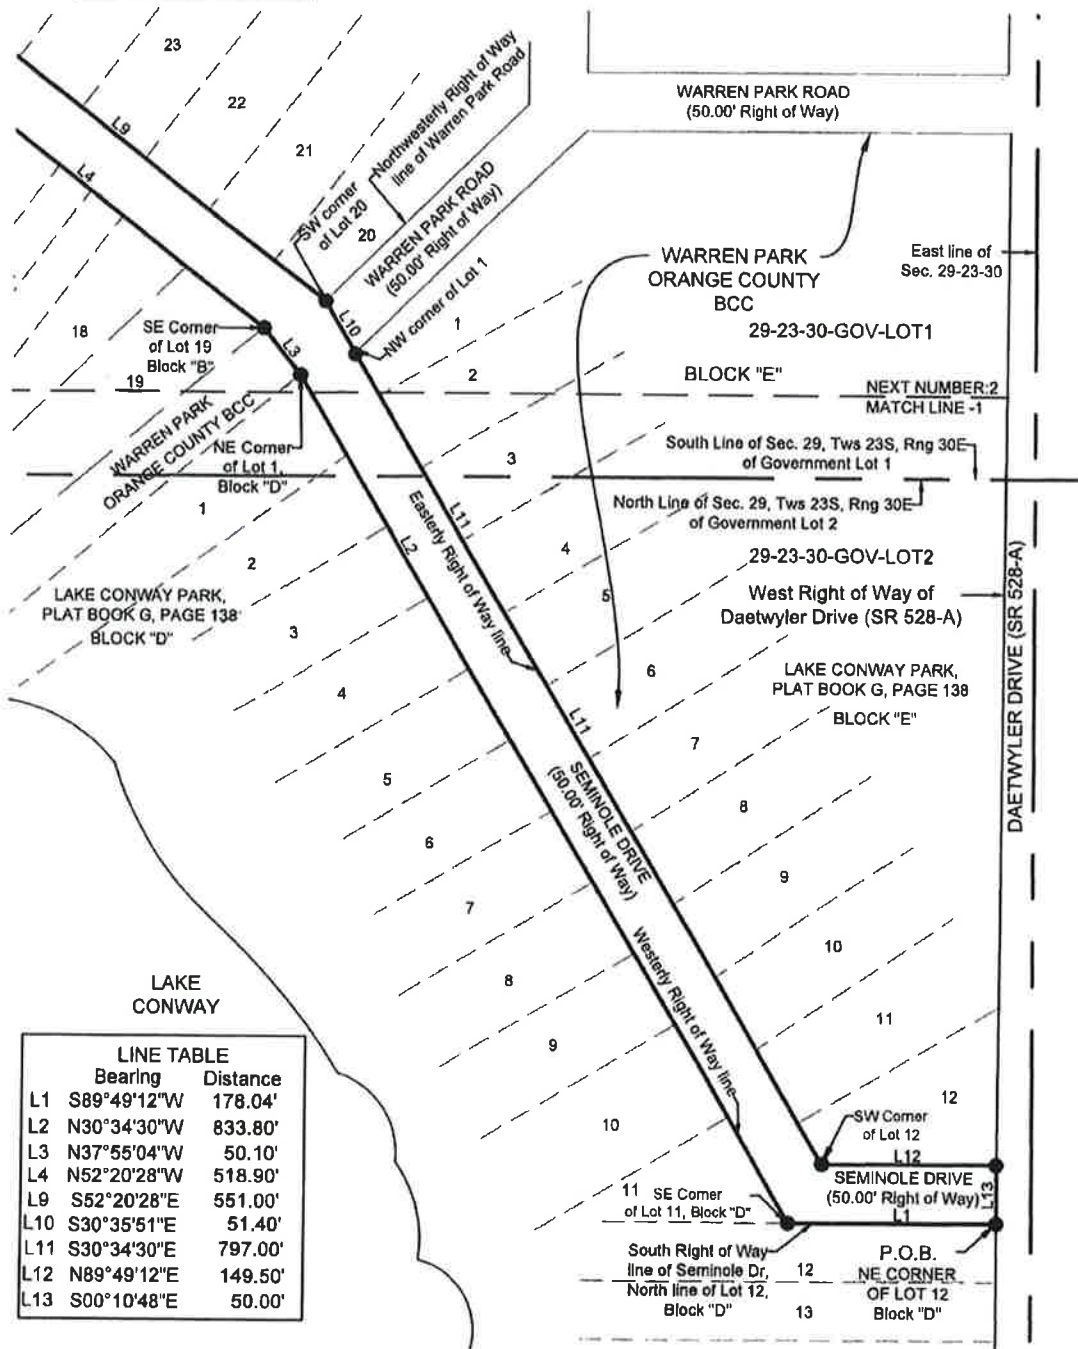 23
22
21
L9
L4
Northwesterly Right of Way
line of Warren Park Road
SW corner
of Lot 20
20
WARREN PARK ROAD
(50.00' Right of Way)
WARREN PARK ROAD
(50.00' Right of Way)
East line of
Sec. 29-23-30
WARREN PARK
ORANGE COUNTY
BCC
29-23-30-GOV-LOT1
BLOCK "E"
NEXT NUMBER:2
MATCH LINE -1
18
19
SE Corner
of Lot 19
Block "B"
L10
L3
NW corner of Lot 1
1
2
3
WARREN PARK
ORANGE COUNTY BCC
NE Corner
of Lot 1,
Block "D"
South Line of Sec. 29, Tws 23S, Rng 30E
of Government Lot 1
North Line of Sec. 29, Tws 23S, Rng 30E
of Government Lot 2
29-23-30-GOV-LOT2
West Right of Way of
Daetwyler Drive (SR 528-A)
DAETWYLER DRIVE (SR 528-A)
1
2
3
4
5
6
7
8
9
10
11
LAKE CONWAY PARK,
PLAT BOOK G, PAGE 138
BLOCK "D"
L2
L11
Easterly Right of Way line
4
5
6
7
8
9
10
11
12
LAKE CONWAY PARK,
PLAT BOOK G, PAGE 138
BLOCK "E"
L11
SEMINOLE DRIVE
(50.00' Right of Way)
Westerly Right of Way line
LAKE
CONWAY
LINE TABLE
Bearing Distance
L1 S89°49'12"W 178.04'
L2 N30°34'30"W 833.80'
L3 N37°55'04"W 50.10'
L4 N52°20'28"W 518.90'
L9 S52°20'28"E 551.00'
L10 S30°35'51"E 51.40'
L11 S30°34'30"E 797.00'
L12 N89°49'12"E 149.50'
L13 S00°10'48"E 50.00'
SW Corner
of Lot 12
L12
SEMINOLE DRIVE
(50.00' Right of Way)
L13
L1
SE Corner
of Lot 11, Block "D"
South Right of Way
line of Seminole Dr,
North line of Lot 12,
Block "D"
12
13
P.O.B.
NE CORNER
OF LOT 12
Block "D"